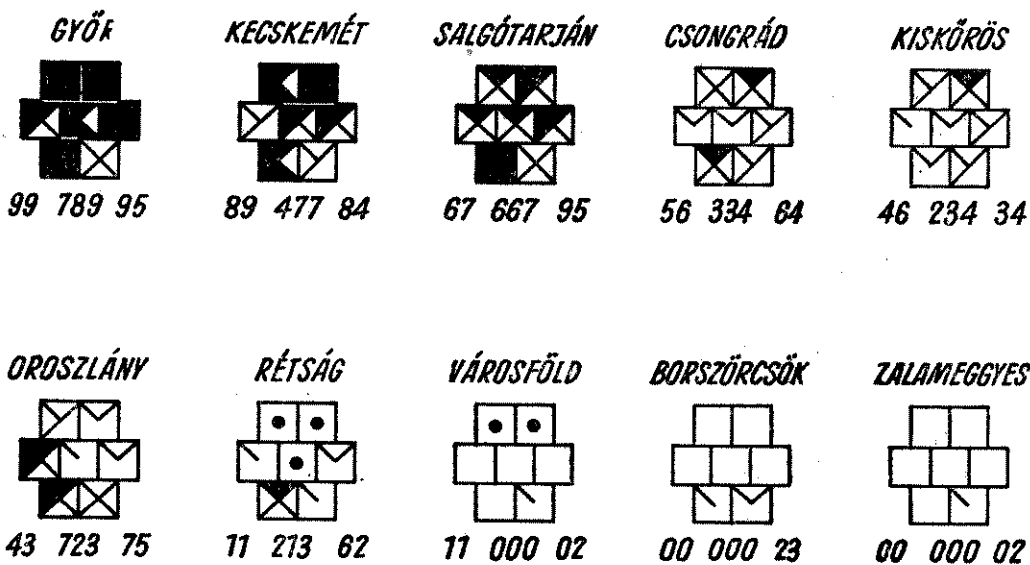 GYŐR KECSKEMÉT SALGÓTARJÁN CSONGRÁD KISKŐRÖS
99 789 95 89 477 84 67 667 95 56 334 64 46 234 34
OROSZLÁNY RÉTSÁG VÁROSFÖLD BORSZÖRCSÖK ZALAMEGGYES
43 723 75 11 213 62 11 000 02 00 000 23 00 000 02